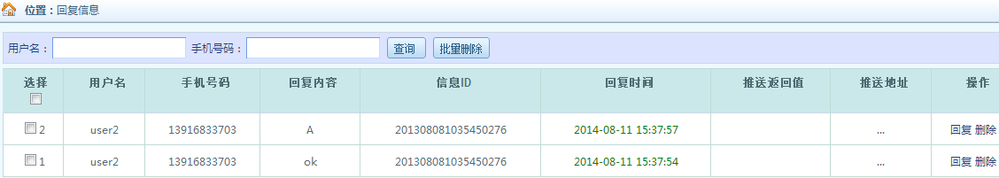 位置：回复信息
用户名： 手机号码： 查询 批量删除
选择 用户名 手机号码 回复内容 信息ID 回复时间 推送返回值 推送地址 操作
2 user2 13916833703 A 201308081035450276 2014-08-11 15:37:57 ... 回复 删除
1 user2 13916833703 ok 201308081035450276 2014-08-11 15:37:54 ... 回复 删除